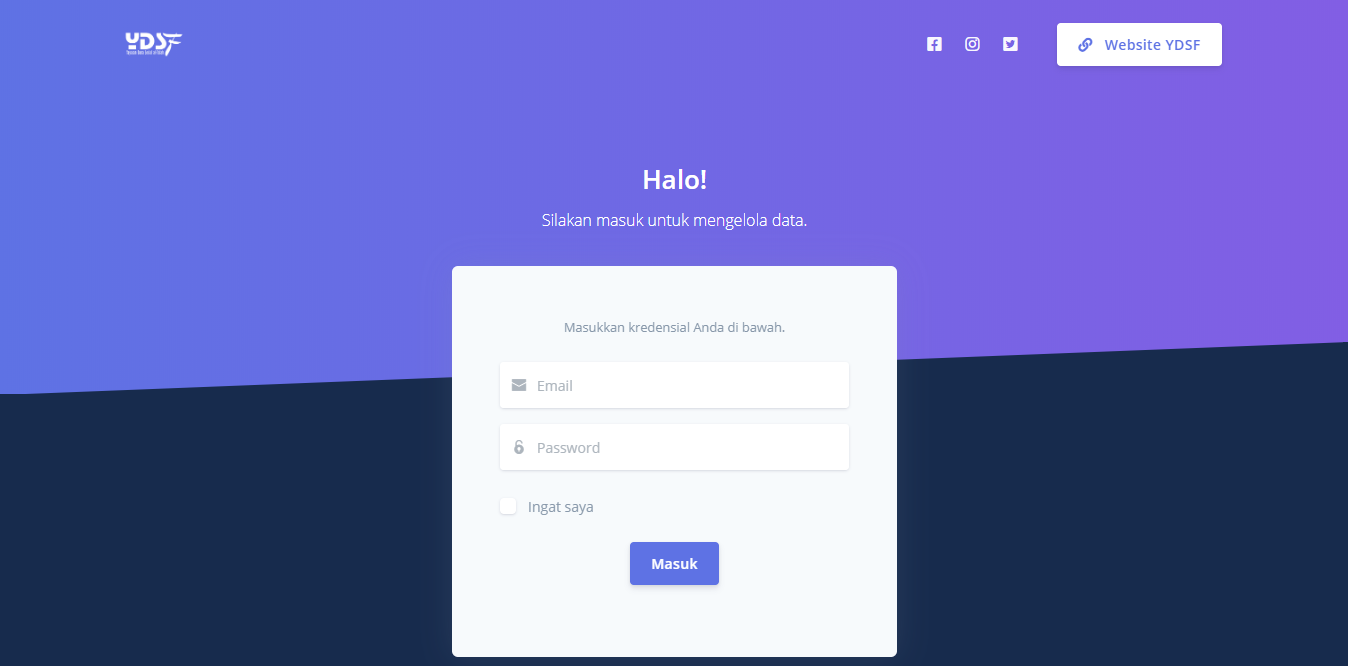 YDSF
Website YDSF
Halo!
Silakan masuk untuk mengelola data.
Masukkan kredensial Anda di bawah.
Email
Password
Ingat saya
Masuk